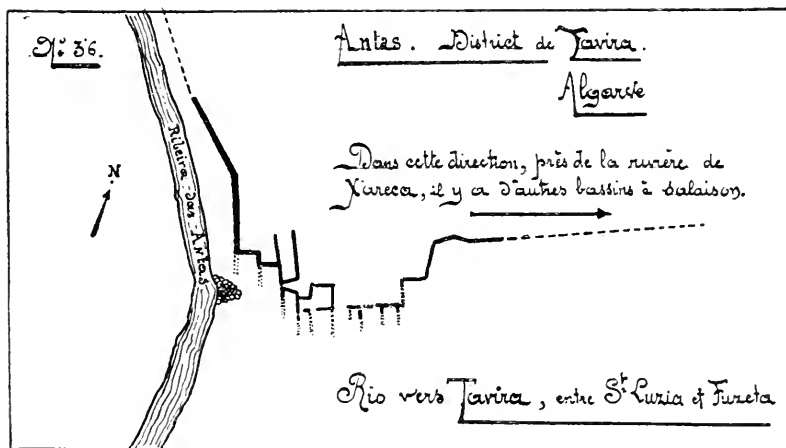 N.º 36.
Antas. District de Tavira.
Algarve
Ribeira das Antas
N.
Dans cette direction, près de la rivière de
Xareca, il y a d'autres bassins à salaison.
Rio vers Tavira, entre St. Luzia et Fuzeta